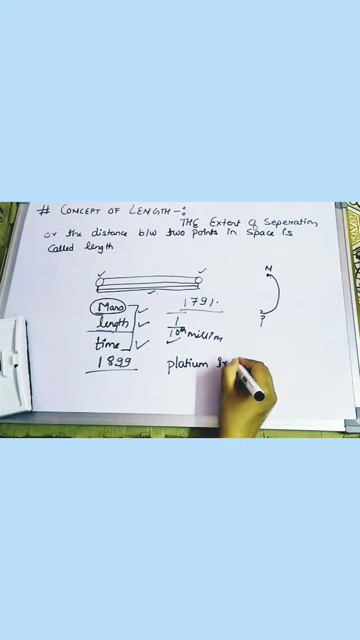 # CONCEPT OF LENGTH -:
THE Extent of Seperation
or the distance b/w two points in space is
called length
N
Mass
1791.
length
1
10th million
time
?
1899
platium ir